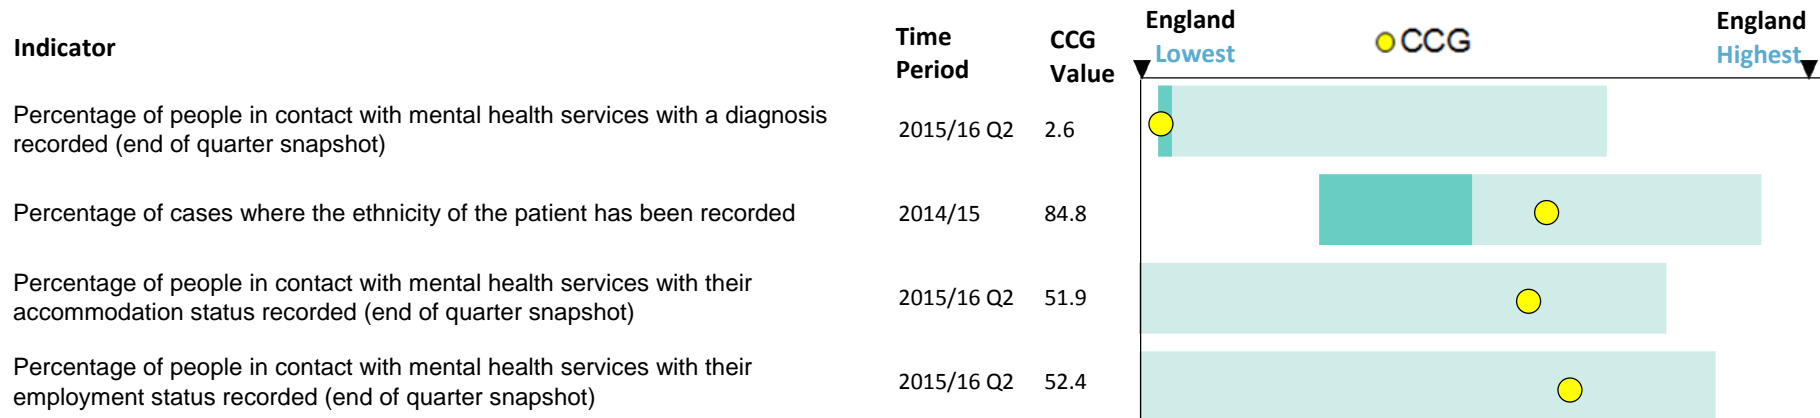 Indicator
Time Period
CCG Value
England Lowest
CCG
England Highest
Percentage of people in contact with mental health services with a diagnosis
recorded (end of quarter snapshot)
2015/16 Q2 2.6
Percentage of cases where the ethnicity of the patient has been recorded
2014/15 84.8
Percentage of people in contact with mental health services with their
accommodation status recorded (end of quarter snapshot)
2015/16 Q2 51.9
Percentage of people in contact with mental health services with their
employment status recorded (end of quarter snapshot)
2015/16 Q2 52.4